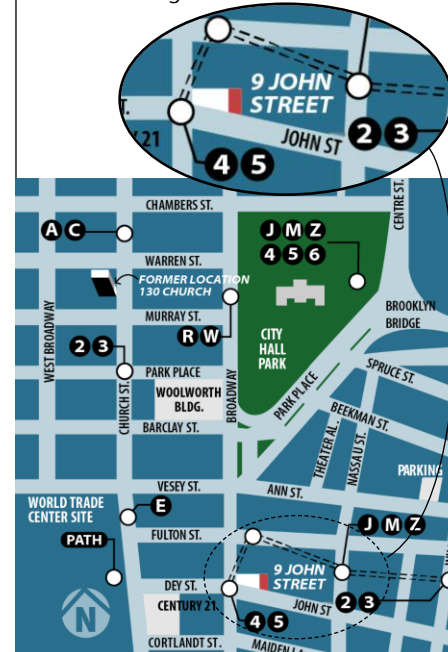 9 JOHN
STREET
T.
21
JOHN ST
2 3
4 5
CHAMBERS ST.
CENTRE ST.
A C
J M Z
4 5 6
WARREN ST.
FORMER LOCATION
130 CHURCH
MURRAY ST.
BROOKLYN
BRIDGE
R W
CITY
HALL
PARK
WEST BROADWAY
2 3
CHURCH ST.
PARK PLACE
BROADWAY
PARK PLACE
SPRUCE ST.
WOOLWORTH
BLDG.
BEEKMAN ST.
BARCLAY ST.
THEATER AL.
NASSAU ST.
PARKING
VESEY ST.
ANN ST.
WORLD TRADE
CENTER SITE
E
J M Z
FULTON ST.
PATH
9 JOHN
STREET
DEY ST.
2 3
CENTURY 21
JOHN ST
4 5
N
CORTLANDT ST.
MAIDEN LA